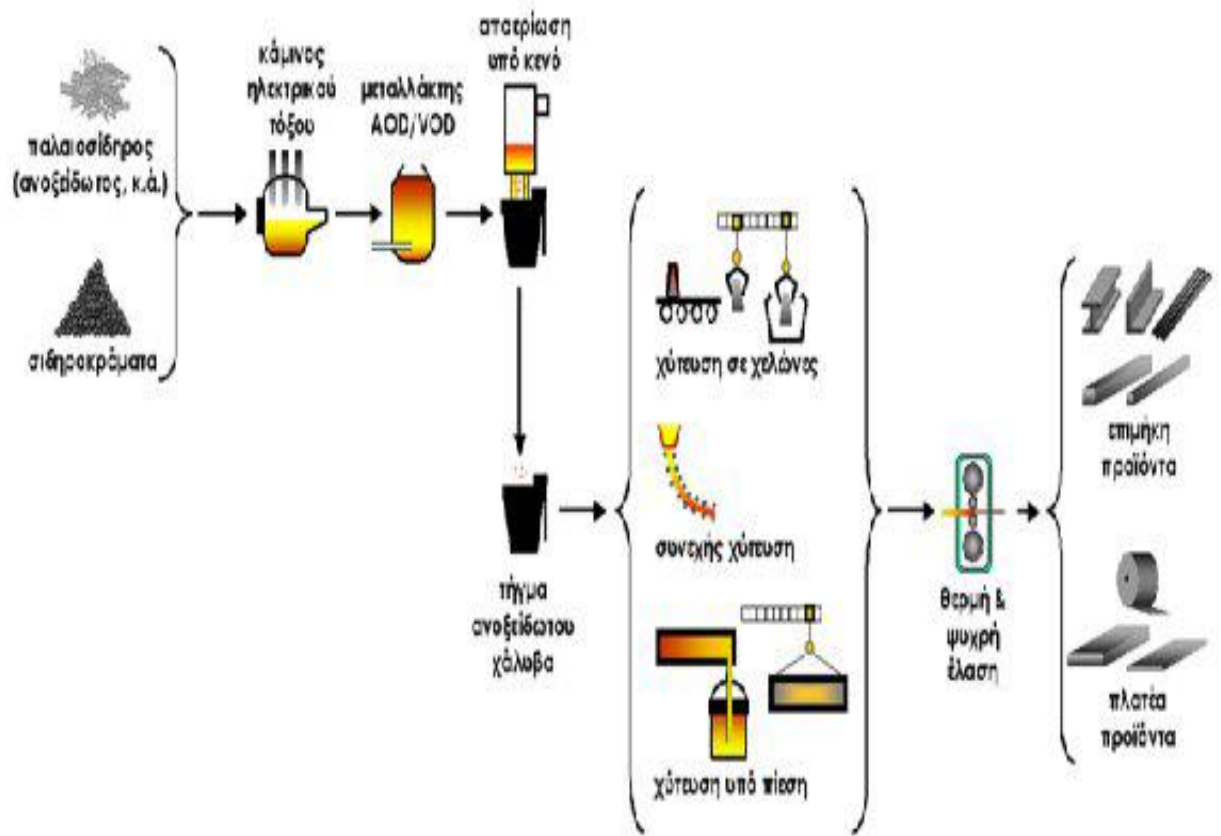 παλαιοσίδηρος
(ανοξείδωτος, κ.ά.)
σιδηροκράματα
κάμινος
ηλεκτρικού
τόξου
μεταλλάκτης
AOD/VOD
απαερίωση
υπό κενό
τήγμα
ανοξείδωτου
χάλυβα
χύτευση σε χελώνες
συνεχής χύτευση
χύτευση υπό πίεση
θερμή &
ψυχρή
έλαση
επιμήκη
προϊόντα
πλατέα
προϊόντα